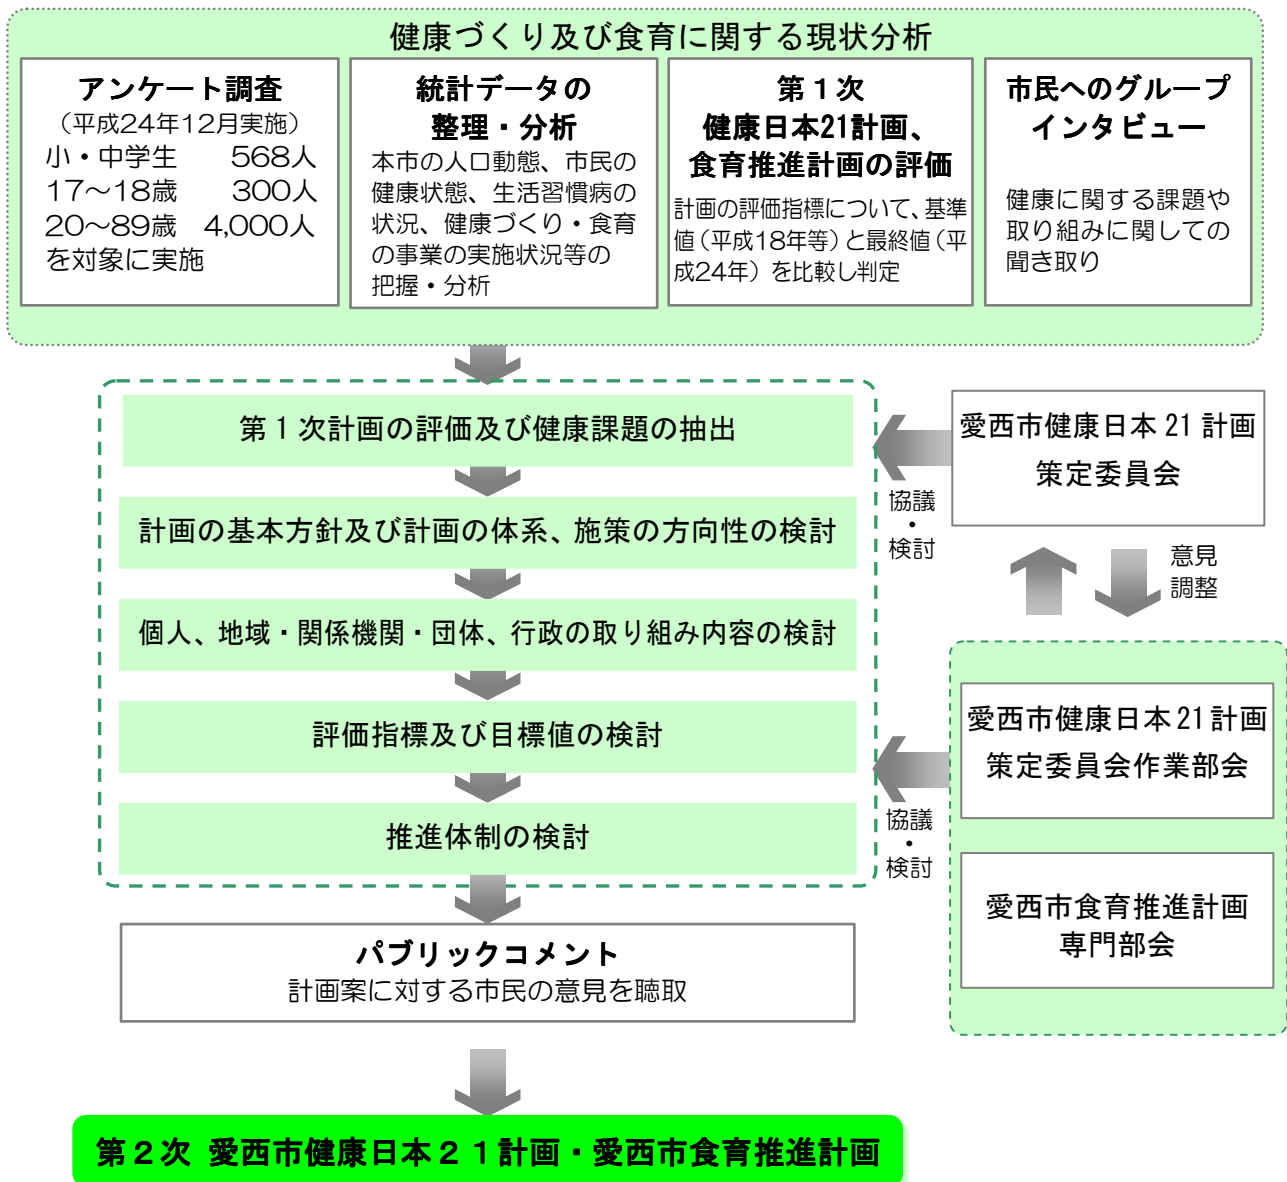 健康づくり及び食育に関する現状分析
アンケート調査
（平成24年12月実施）
小・中学生 568人
17～18歳 300人
20～89歳 4,000人
を対象に実施
統計データの
整理・分析
本市の人口動態、市民の
健康状態、生活習慣病の
状況、健康づくり・食育
の事業の実施状況等の
把握・分析
第１次
健康日本21計画、
食育推進計画の評価
計画の評価指標について、基準
値（平成18年等）と最終値（平
成24年）を比較し判定
市民へのグループ
インタビュー
健康に関する課題や
取り組みに関しての
聞き取り
第１次計画の評価及び健康課題の抽出
計画の基本方針及び計画の体系、施策の方向性の検討
個人、地域・関係機関・団体、行政の取り組み内容の検討
評価指標及び目標値の検討
推進体制の検討
協議
・
検討
愛西市健康日本 21 計画
策定委員会
意見
調整
協議
・
検討
愛西市健康日本 21 計画
策定委員会作業部会
愛西市食育推進計画
専門部会
パブリックコメント
計画案に対する市民の意見を聴取
第２次 愛西市健康日本２１計画・愛西市食育推進計画